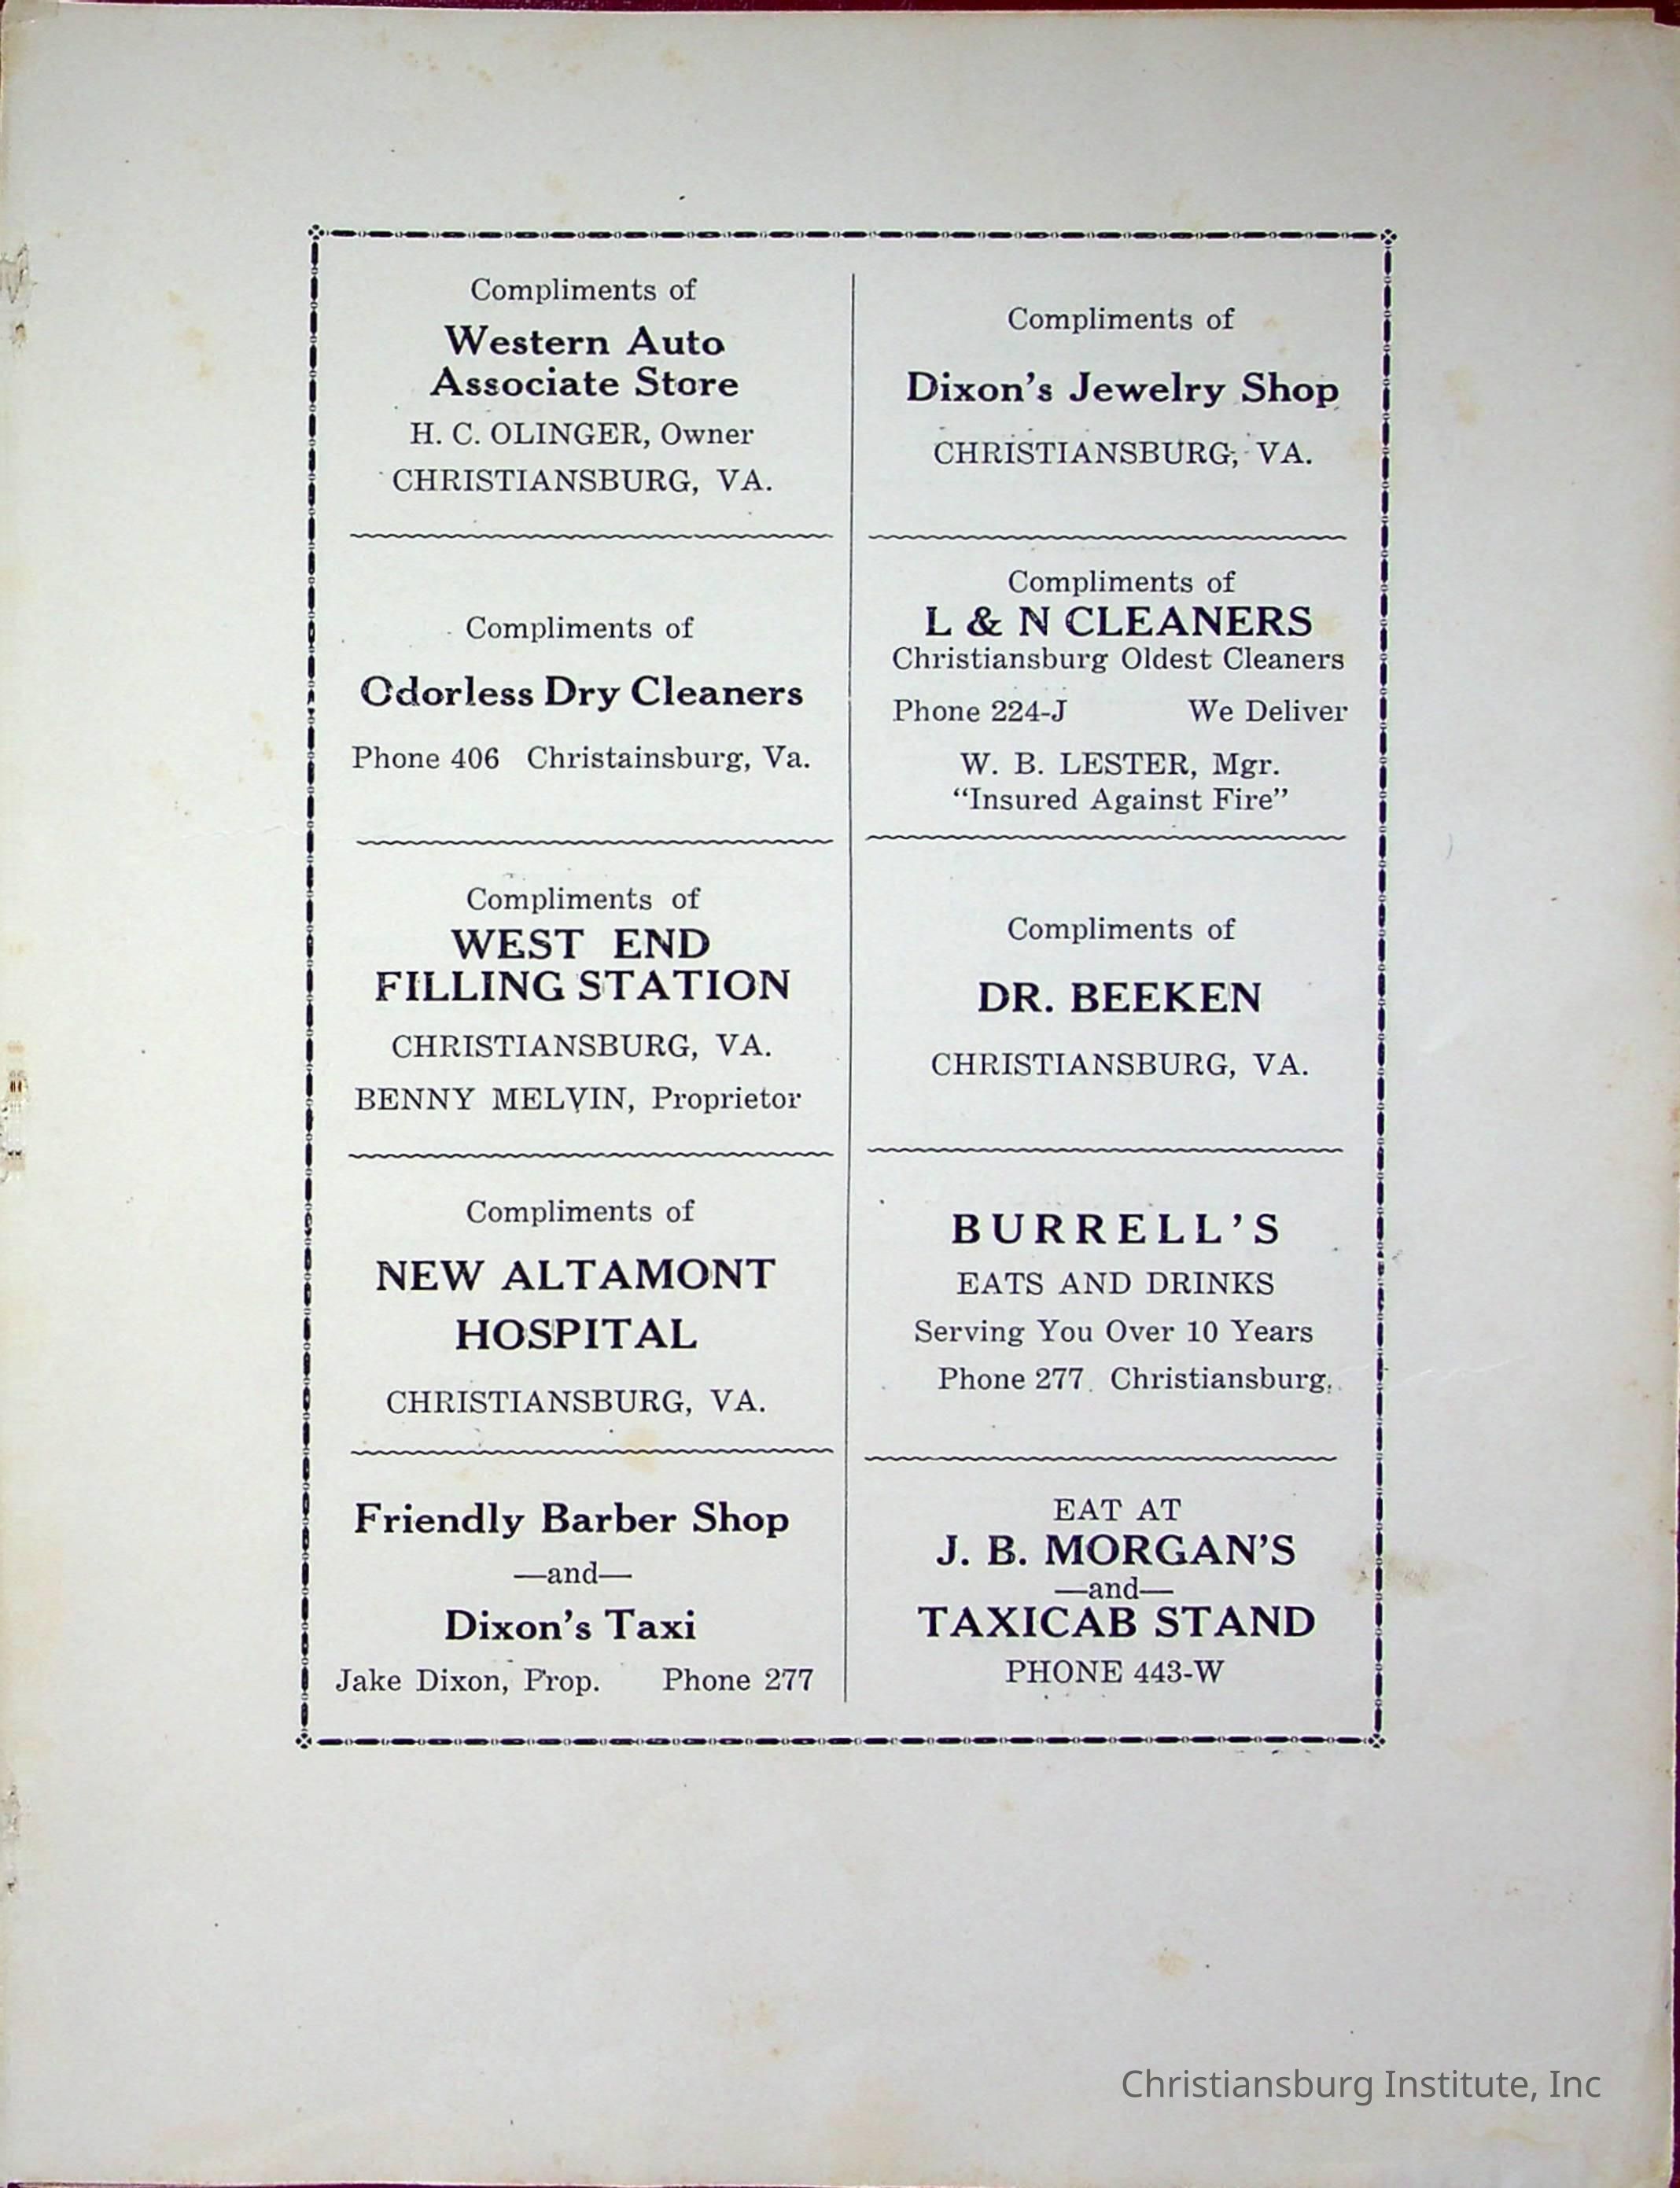 Compliments of
Western Auto
Associate Store
H. C. OLINGER, Owner
CHRISTIANSBURG, VA.
Compliments of
Odorless Dry Cleaners
Phone 406 Christainsburg, Va.
Compliments of
WEST END
FILLING STATION
CHRISTIANSBURG, VA.
BENNY MELVIN, Proprietor
Compliments of
NEW ALTAMONT
HOSPITAL
CHRISTIANSBURG, VA.
Friendly Barber Shop
—and—
Dixon's Taxi
Jake Dixon, Prop. Phone 277
Compliments of
Dixon's Jewelry Shop
CHRISTIANSBURG, VA.
Compliments of
L & N CLEANERS
Christiansburg Oldest Cleaners
Phone 224-J We Deliver
W. B. LESTER, Mgr.
"Insured Against Fire"
Compliments of
DR. BEEKEN
CHRISTIANSBURG, VA.
BURRELL'S
EATS AND DRINKS
Serving You Over 10 Years
Phone 277 Christiansburg.
EAT AT
J. B. MORGAN'S
—and—
TAXICAB STAND
PHONE 443-W
Christiansburg Institute, Inc